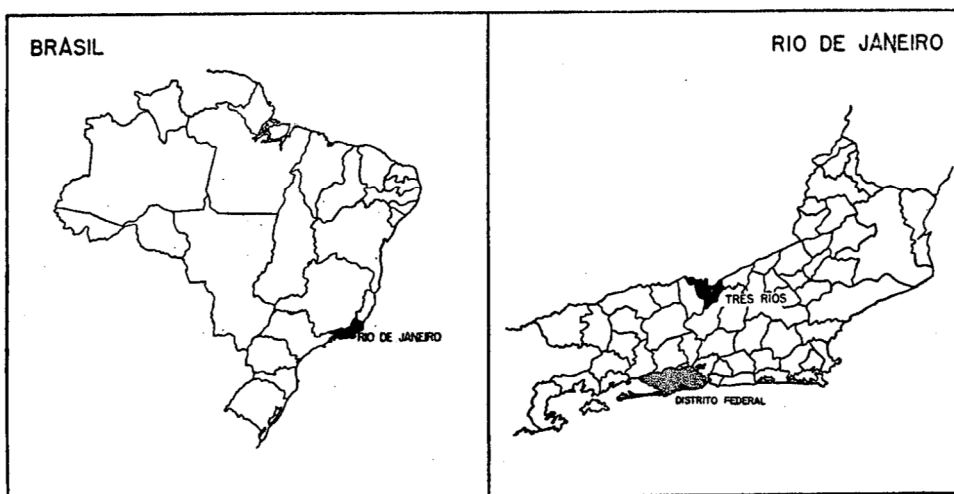 BRASIL
RIO DE JANEIRO
RIO DE JANEIRO
TRÊS RIOS
DISTRITO FEDERAL